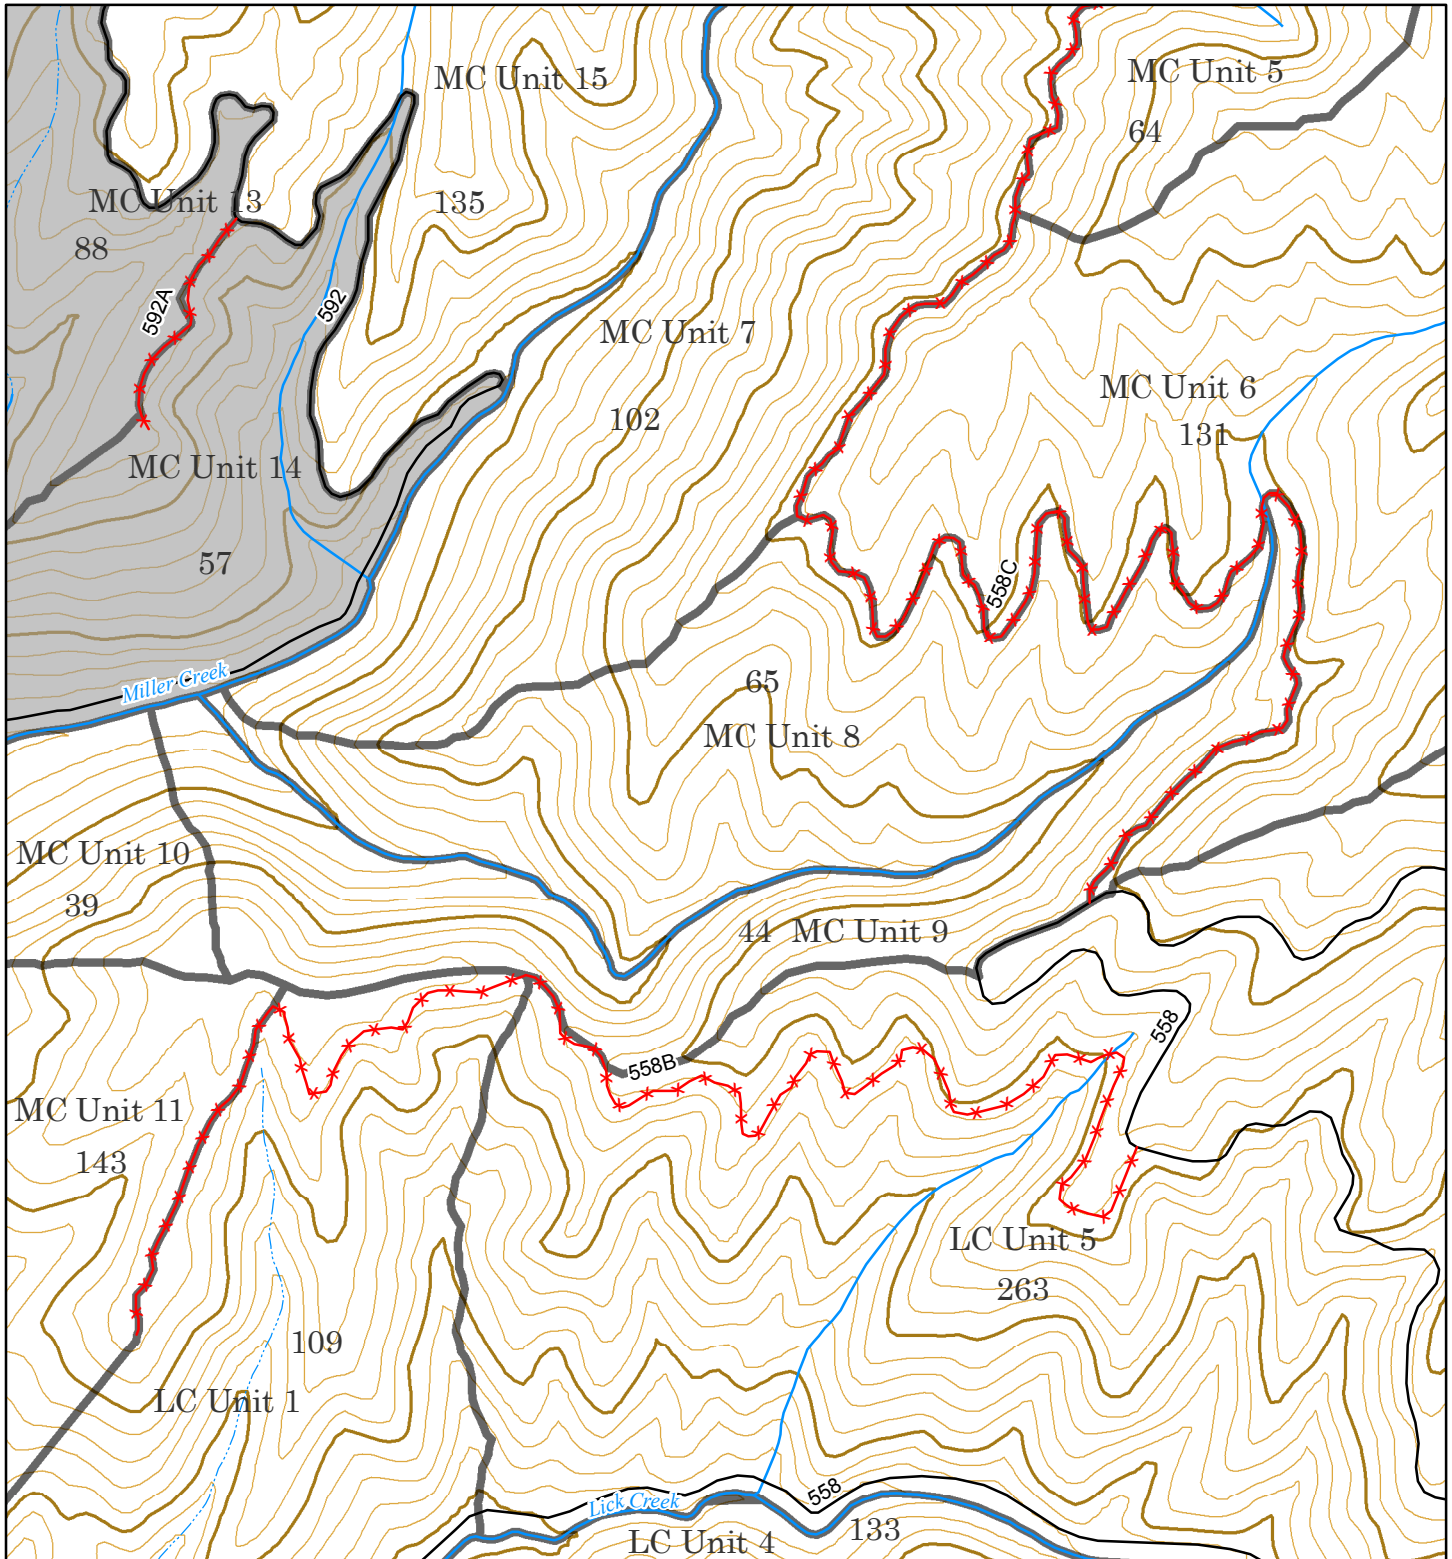 MC Unit 15
MC Unit 5
64
MC Unit 13
135
88
592A
592
MC Unit 7
MC Unit 6
102
131
MC Unit 14
57
558C
Miller Creek
65
MC Unit 8
MC Unit 10
39
44 MC Unit 9
558
558B
MC Unit 11
143
LC Unit 5
263
109
LC Unit 1
558
Lick Creek
133
LC Unit 4